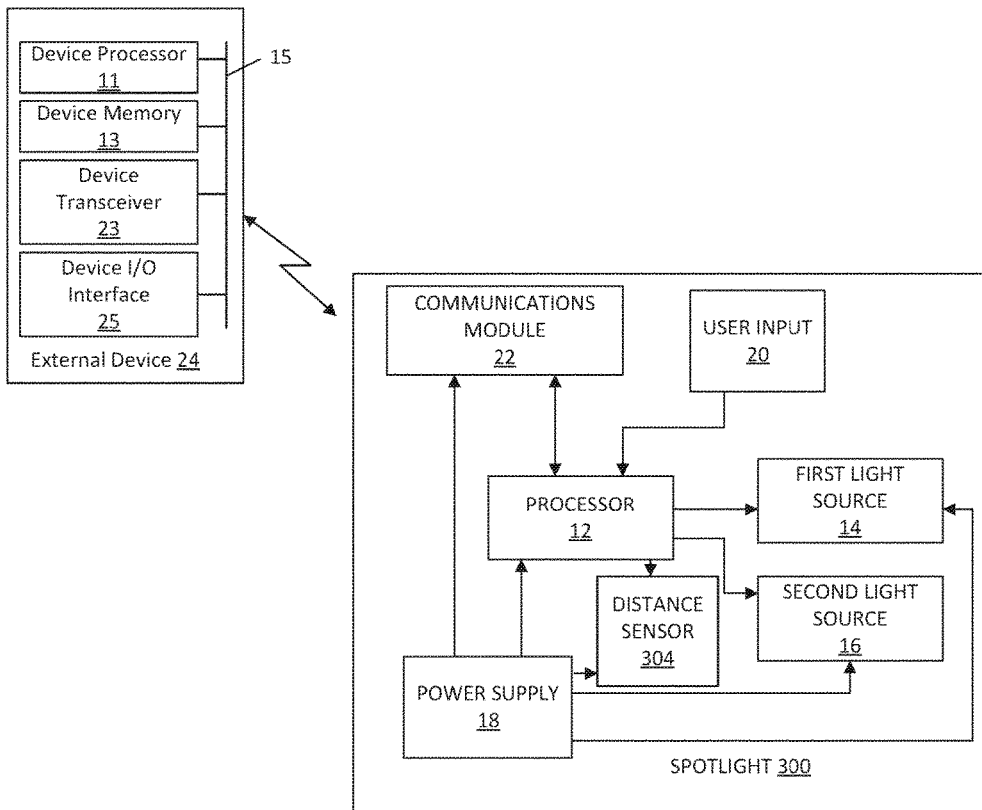 Device Processor
11
15
Device Memory
13
Device
Transceiver
23
Device I/O
Interface
25
External Device 24
COMMUNICATIONS
MODULE
22
USER INPUT
20
PROCESSOR
12
FIRST LIGHT
SOURCE
14
DISTANCE
SENSOR
304
SECOND LIGHT
SOURCE
16
POWER SUPPLY
18
SPOTLIGHT 300